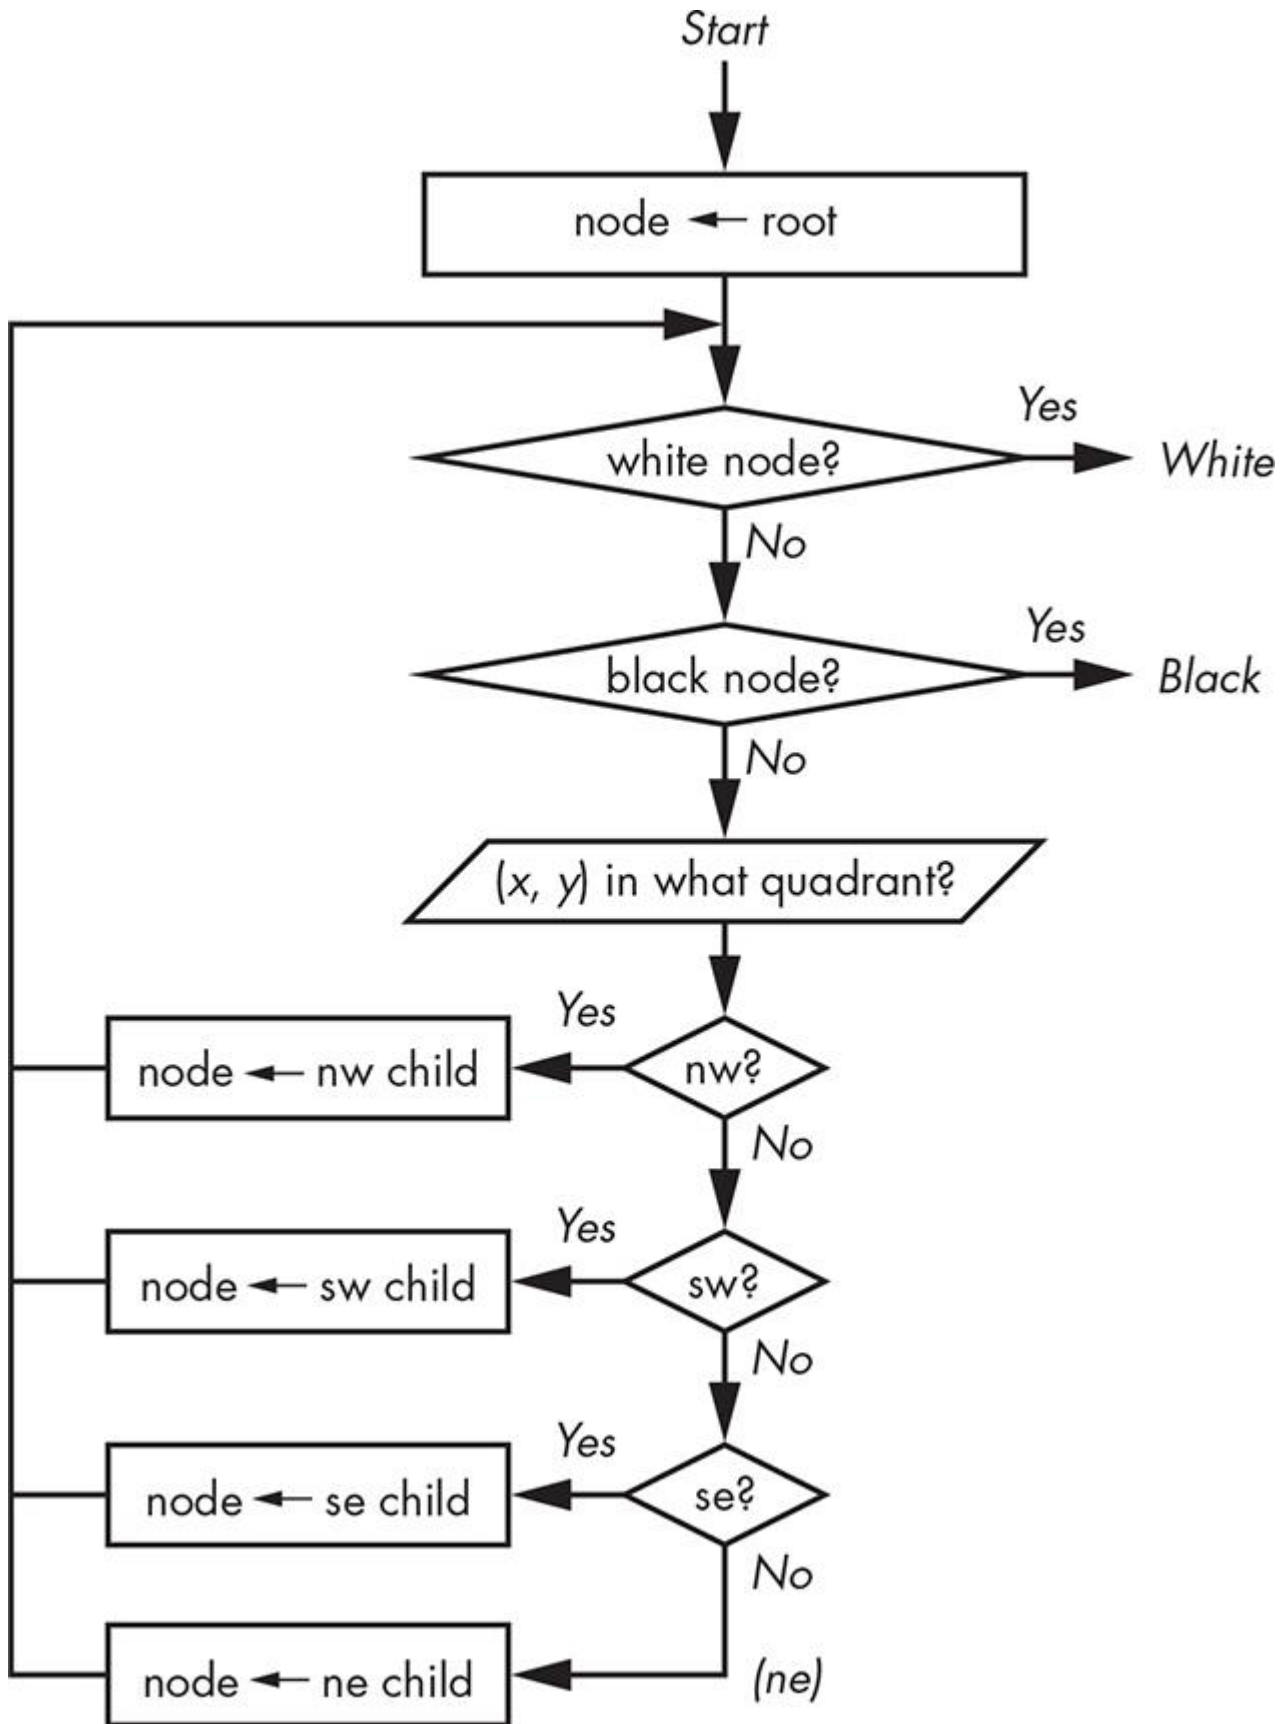 Start
node ← root
Yes
white node?
White
No
Yes
black node?
Black
No
(x, y) in what quadrant?
Yes
node ← nw child
nw?
No
Yes
node ← sw child
sw?
No
Yes
node ← se child
se?
No
node ← ne child
(ne)